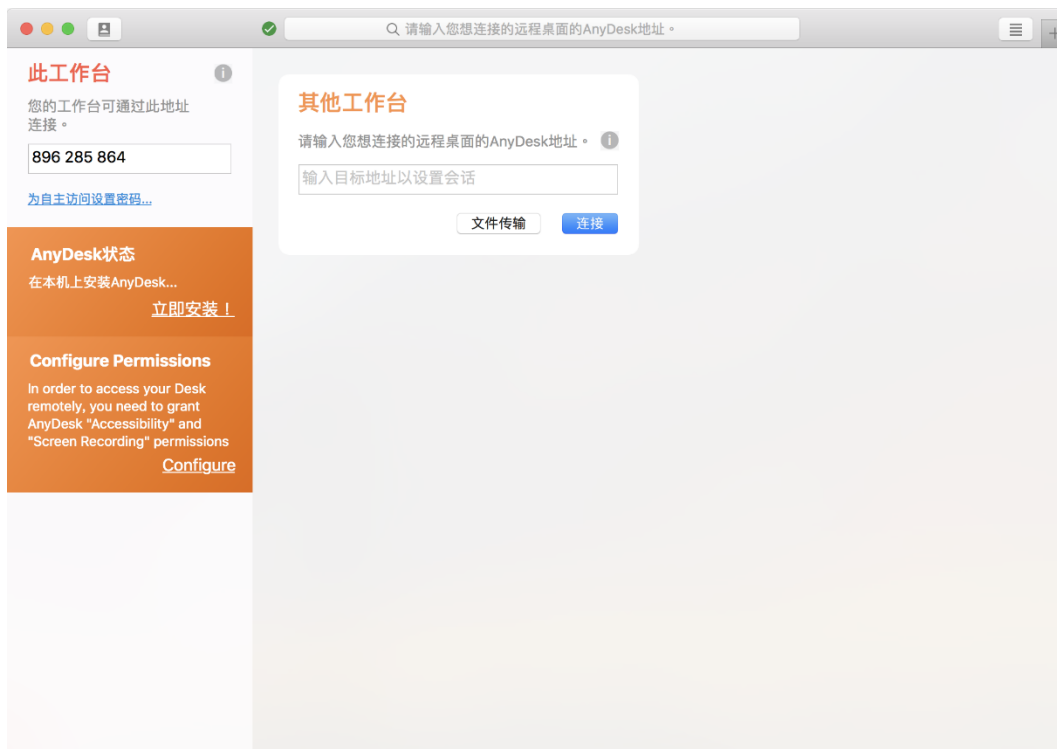 请输入您想连接的远程桌面的AnyDesk地址。
此工作台
您的工作台可通过此地址
连接。
896 285 864
为自主访问设置密码...
AnyDesk状态
在本机上安装AnyDesk...
立即安装！
Configure Permissions
In order to access your Desk
remotely, you need to grant
AnyDesk "Accessibility" and
"Screen Recording" permissions
Configure
其他工作台
请输入您想连接的远程桌面的AnyDesk地址。
输入目标地址以设置会话
文件传输
连接